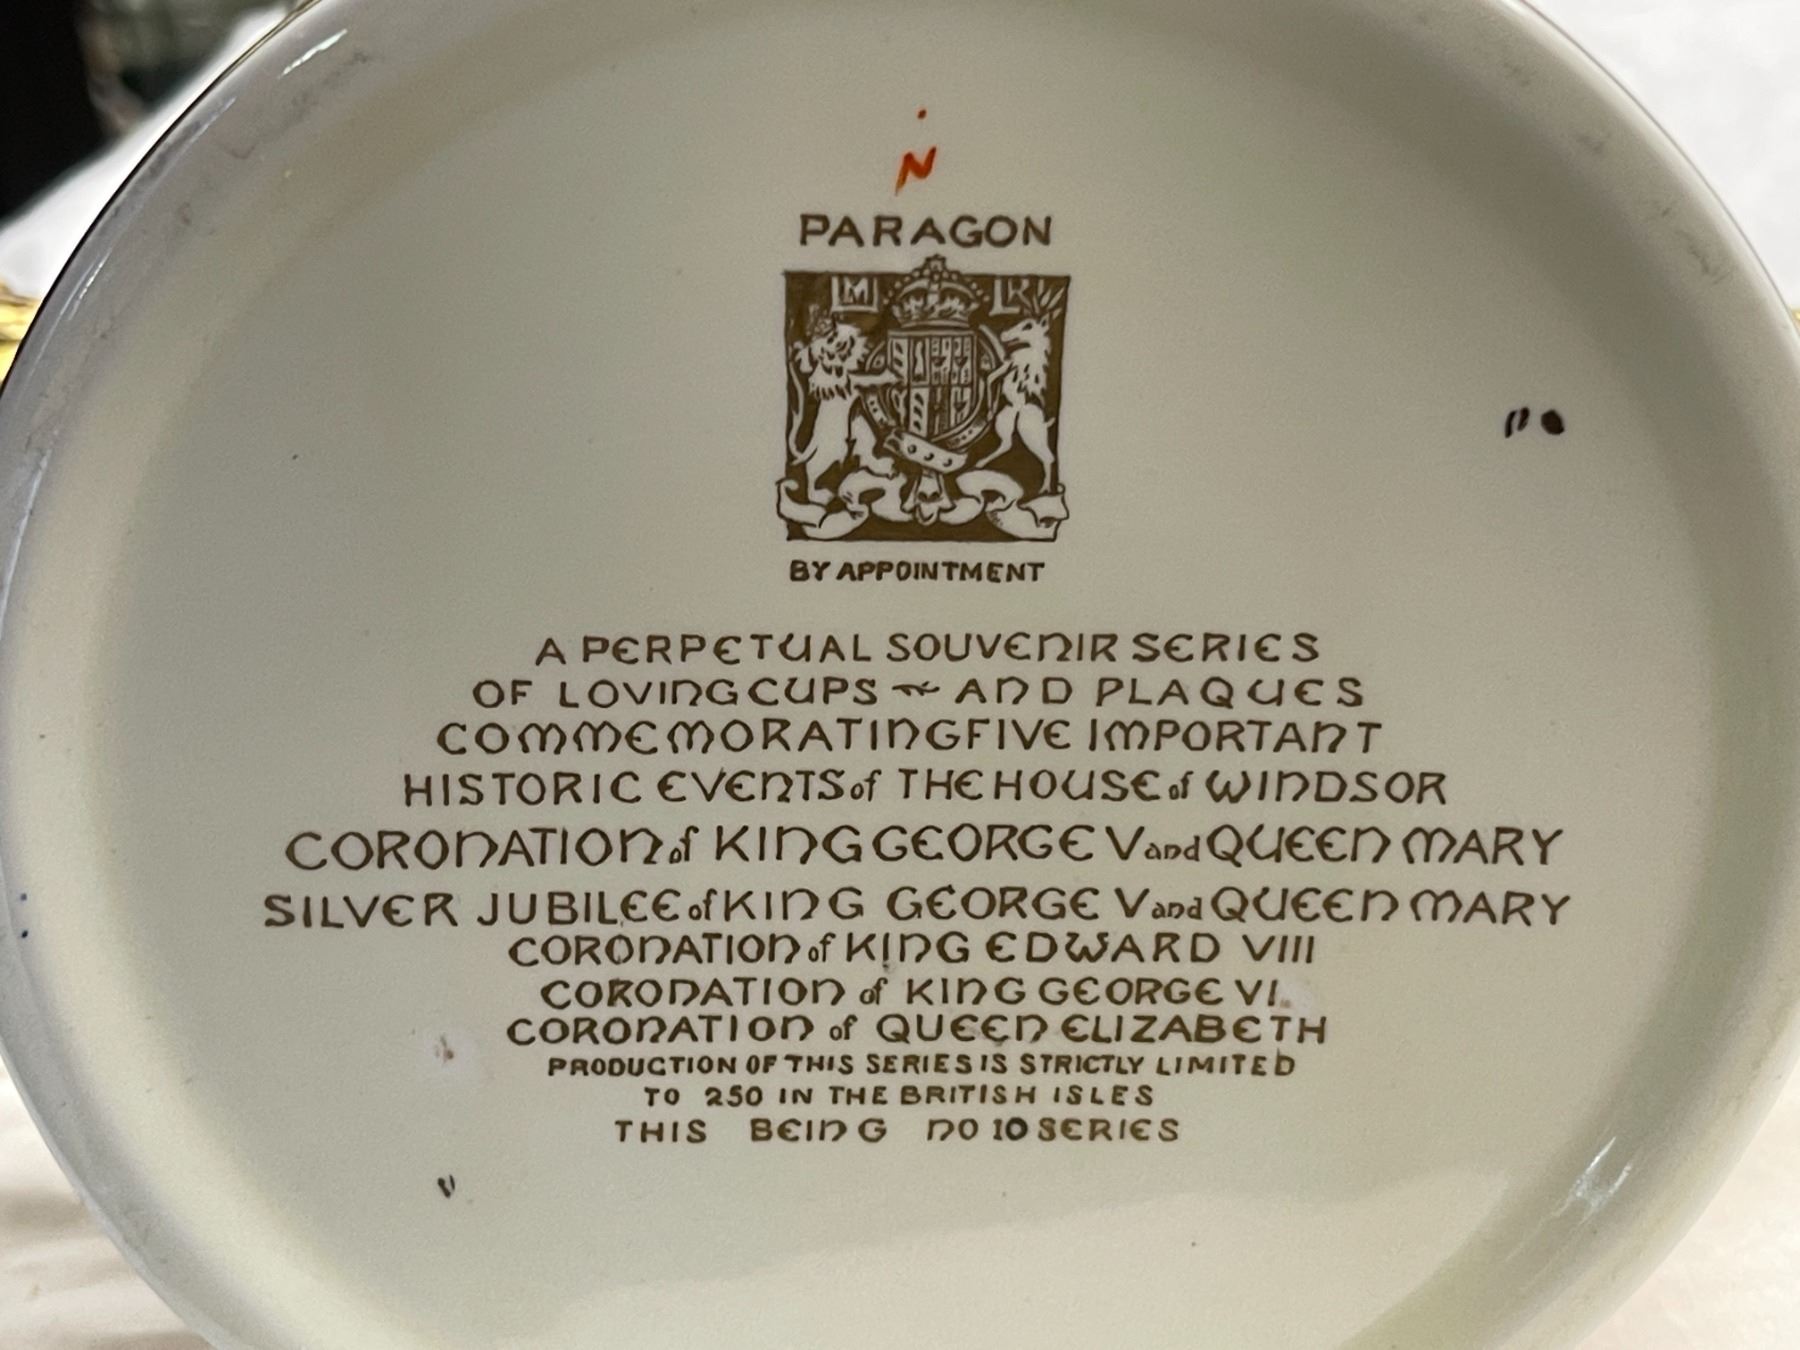 N
PARAGON
M R
BY APPOINTMENT
A PERPETUAL SOUVENIR SERIES
OF LOVING CUPS ~ AND PLAQUES
COMMEMORATING FIVE IMPORTANT
HISTORIC EVENTS of THE HOUSE of WINDSOR
CORONATION of KING GEORGE V and QUEEN MARY
SILVER JUBILEE of KING GEORGE V and QUEEN MARY
CORONATION of KING EDWARD VIII
CORONATION of KING GEORGE VI
CORONATION of QUEEN ELIZABETH
PRODUCTION OF THIS SERIES IS STRICTLY LIMITED
TO 250 IN THE BRITISH ISLES
THIS BEING NO 10 SERIES